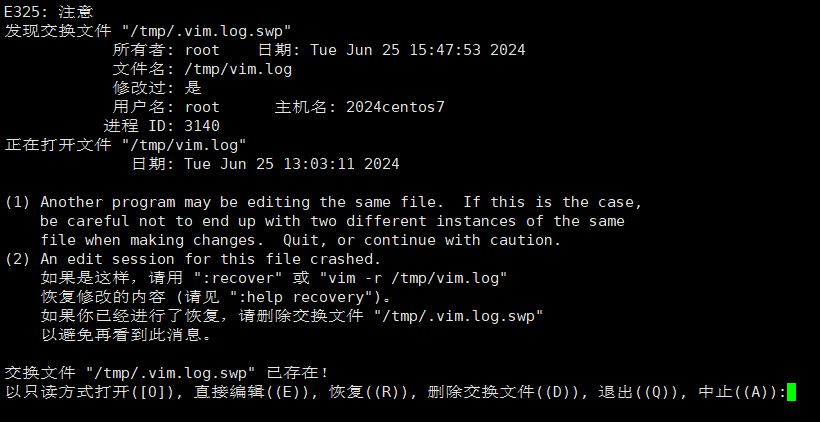 E325: 注意
发现交换文件 "/tmp/.vim.log.swp"
            所有者: root    日期: Tue Jun 25 15:47:53 2024
            文件名: /tmp/vim.log
            修改过: 是
            用户名: root      主机名: 2024centos7
           进程 ID: 3140
正在打开文件 "/tmp/vim.log"
              日期: Tue Jun 25 13:03:11 2024

(1) Another program may be editing the same file.  If this is the case,
    be careful not to end up with two different instances of the same
    file when making changes.  Quit, or continue with caution.
(2) An edit session for this file crashed.
    如果是这样，请用 ":recover" 或 "vim -r /tmp/vim.log"
    恢复修改的内容 (请见 ":help recovery")。
    如果你已经进行了恢复，请删除交换文件 "/tmp/.vim.log.swp"
    以避免再看到此消息。

交换文件 "/tmp/.vim.log.swp" 已存在！
以只读方式打开([O]), 直接编辑((E)), 恢复((R)), 删除交换文件((D)), 退出((Q)), 中止((A)):